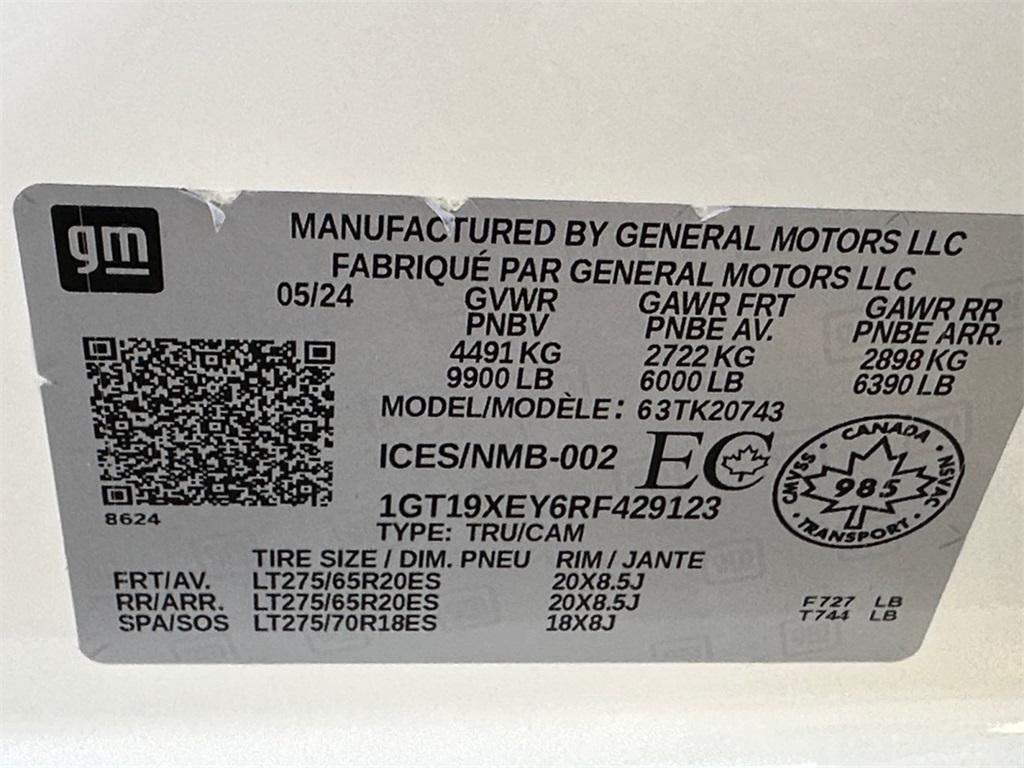 gm
MANUFACTURED BY GENERAL MOTORS LLC
FABRIQUÉ PAR GENERAL MOTORS LLC
05/24 GVWR GAWR FRT GAWR RR
PNBV PNBE AV. PNBE ARR.
4491 KG 2722 KG 2898 KG
9900 LB 6000 LB 6390 LB
MODEL/MODÈLE: 63TK20743
ICES/NMB-002 EC
CANADA
CMVSS 985 NSVAC
TRANSPORT
8624
1GT19XEY6RF429123
TYPE: TRU/CAM
TIRE SIZE / DIM. PNEU RIM / JANTE
FRT/AV. LT275/65R20ES 20X8.5J
RR/ARR. LT275/65R20ES 20X8.5J
SPA/SOS LT275/70R18ES 18X8J
F727 LB
T744 LB